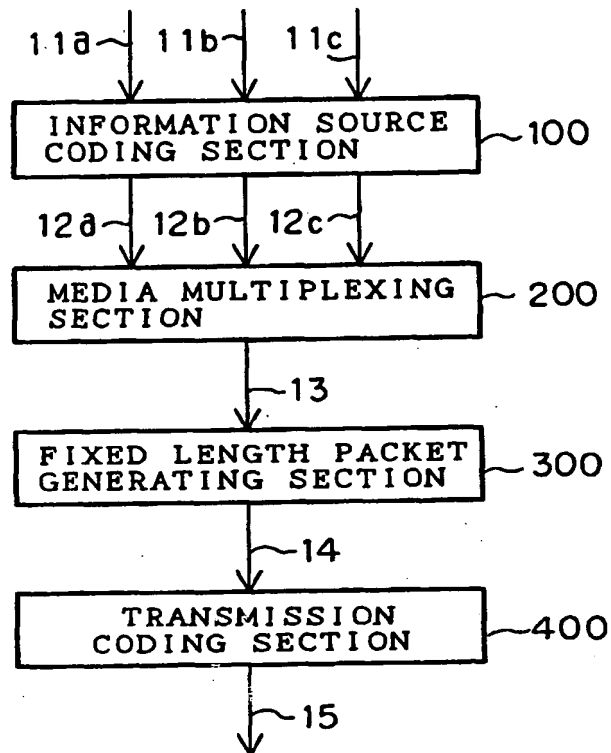 11a 11b 11c
INFORMATION SOURCE
CODING SECTION
100
12a 12b 12c
MEDIA MULTIPLEXING
SECTION
200
13
FIXED LENGTH PACKET
GENERATING SECTION
300
14
TRANSMISSION
CODING SECTION
400
15